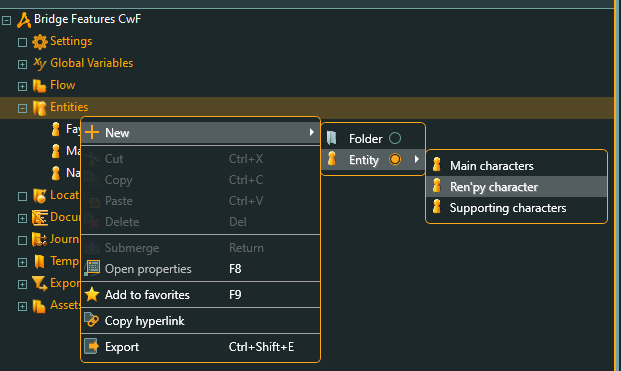 Bridge Features CwF
Settings
Global Variables
Flow
Entities
New
Cut Ctrl+X
Copy Ctrl+C
Paste Ctrl+V
Delete Del
Submerge Return
Open properties F8
Add to favorites F9
Copy hyperlink
Export Ctrl+Shift+E
Folder
Entity
Main characters
Ren'py character
Supporting characters
Fay
Ma
Na
Locat
Docu
Journ
Temp
Expor
Assets